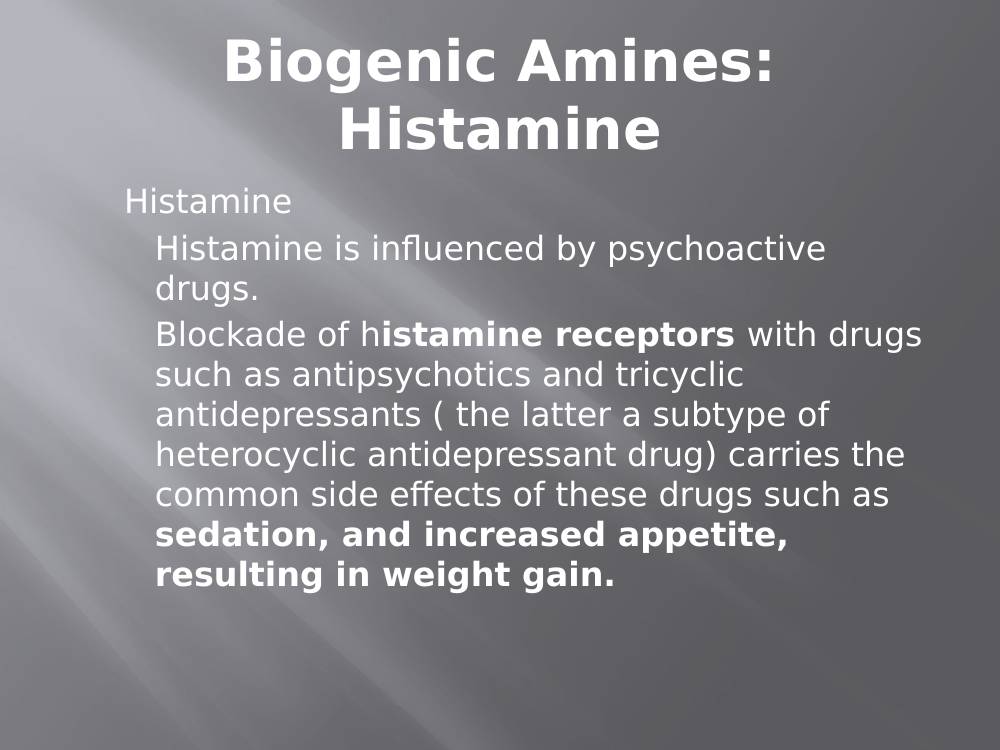 Biogenic Amines:
Histamine
Histamine
Histamine is influenced by psychoactive
drugs.
Blockade of histamine receptors with drugs
such as antipsychotics and tricyclic
antidepressants ( the latter a subtype of
heterocyclic antidepressant drug) carries the
common side effects of these drugs such as
sedation, and increased appetite,
resulting in weight gain.